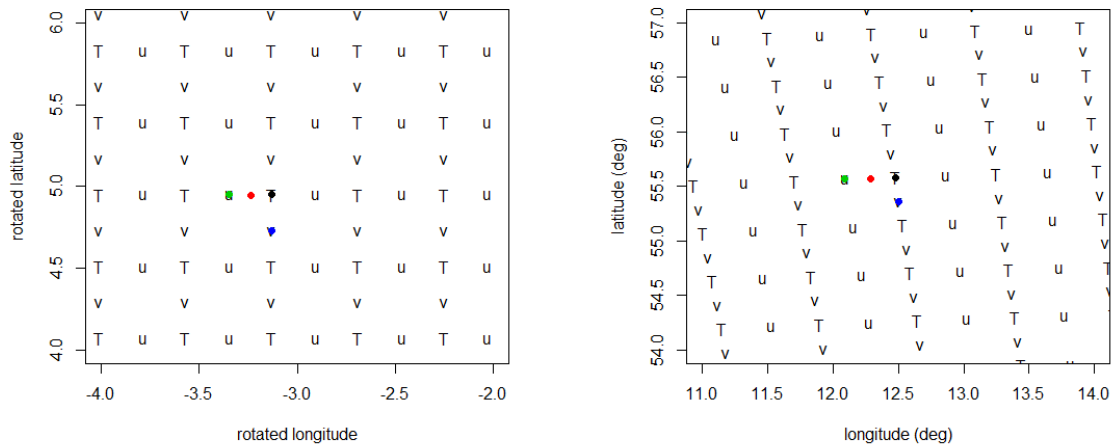 6.0
5.5
5.0
4.5
4.0
rotated latitude
v v v v v
T u T u T u T u T u
v v v v v
T u T u T u T u T u
v v v v v
T u T u T u T u T u
v v v v v
T u T u T u T u T u
v v v v v
T u T u T u T u T u
-4.0 -3.5 -3.0 -2.5 -2.0
rotated longitude
57.0
56.5
56.0
55.5
55.0
54.5
54.0
latitude (deg)
v v v
u T u T u T u T
v v v v
u T u T u T u T
v v v v
u T u T u T u T
v v v v v
T u T u T u T u T
v v v v v
T u T u T u T u T
v v v v v
T u T u T u T u T
v v v v v
T u T u T u T u
v v v T
11.0 11.5 12.0 12.5 13.0 13.5 14.0
longitude (deg)